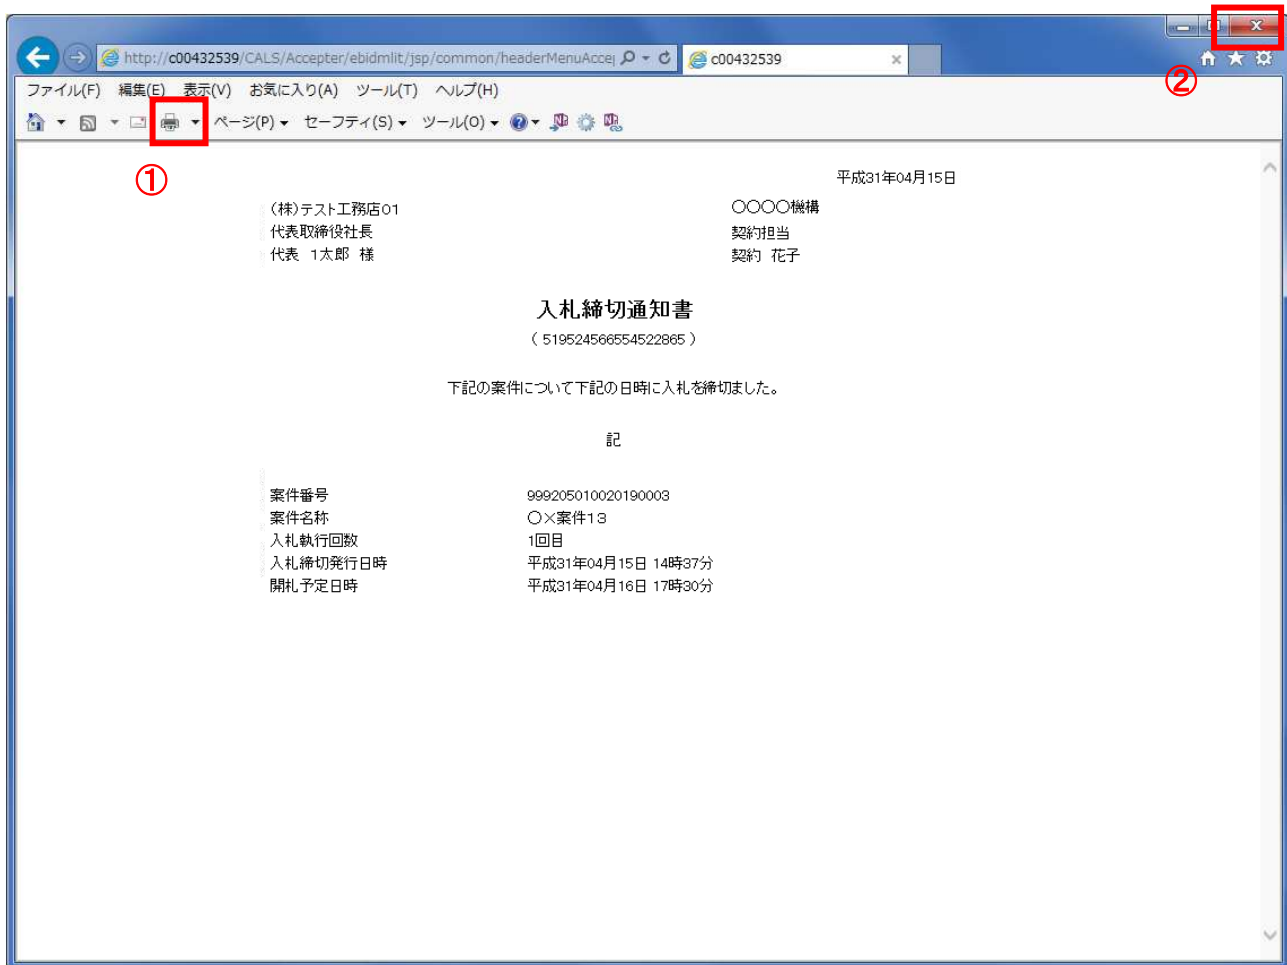 http://c00432539/CALS/Accepter/ebidmlit/jsp/common/headerMenuAccep
c00432539
②
ファイル(F) 編集(E) 表示(V) お気に入り(A) ツール(T) ヘルプ(H)
ページ(P) セーフティ(S) ツール(O)
①
平成31年04月15日
(株)テスト工務店01
〇〇〇〇機構
代表取締役社長
契約担当
代表 1太郎 様
契約 花子
入札締切通知書
( 519524566554522865 )
下記の案件について下記の日時に入札を締切ました。
記
案件番号 999205010020190003
案件名称 〇×案件13
入札執行回数 1回目
入札締切発行日時 平成31年04月15日 14時37分
開札予定日時 平成31年04月16日 17時30分